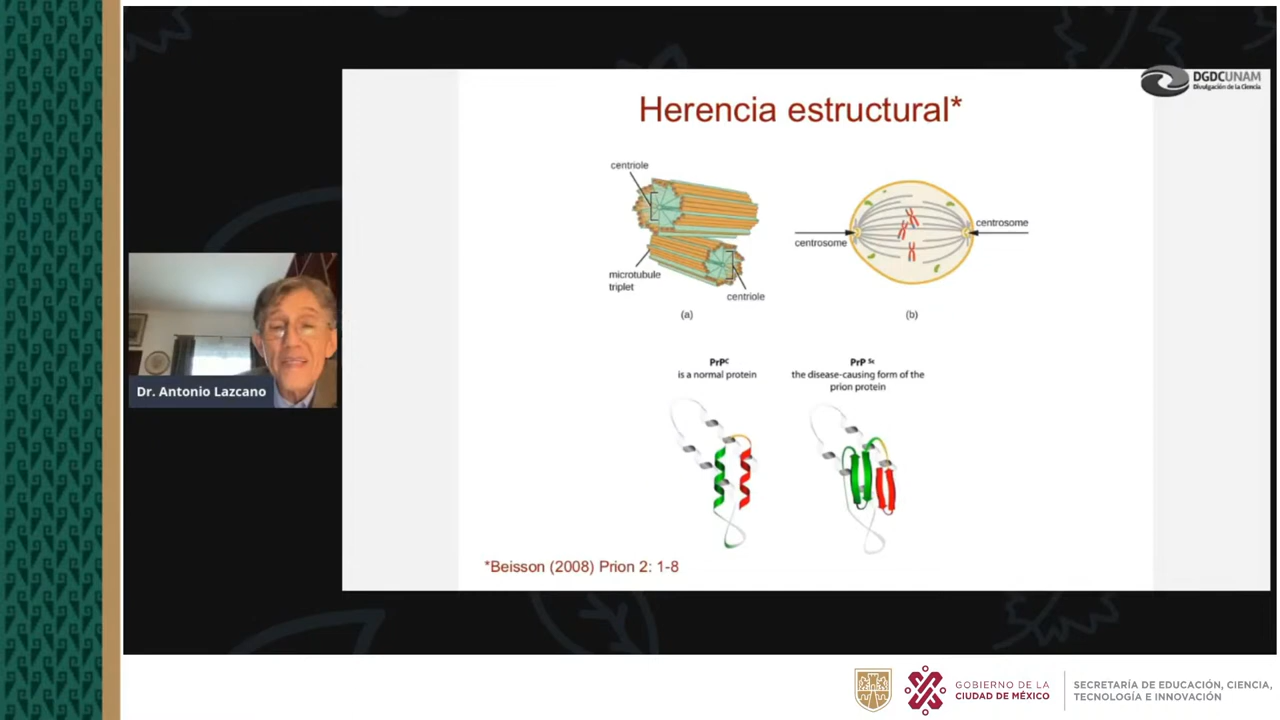 DGDCUNAM
Divulgación de la Ciencia
Herencia estructural*
centriole
microtubule
triplet
centriole
(a)
centrosome
centrosome
(b)
PrPC
is a normal protein
PrP Sc
the disease-causing form of the
prion protein
*Beisson (2008) Prion 2: 1-8
Dr. Antonio Lazcano
GOBIERNO DE LA
CIUDAD DE MÉXICO
SECRETARÍA DE EDUCACIÓN, CIENCIA,
TECNOLOGÍA E INNOVACIÓN